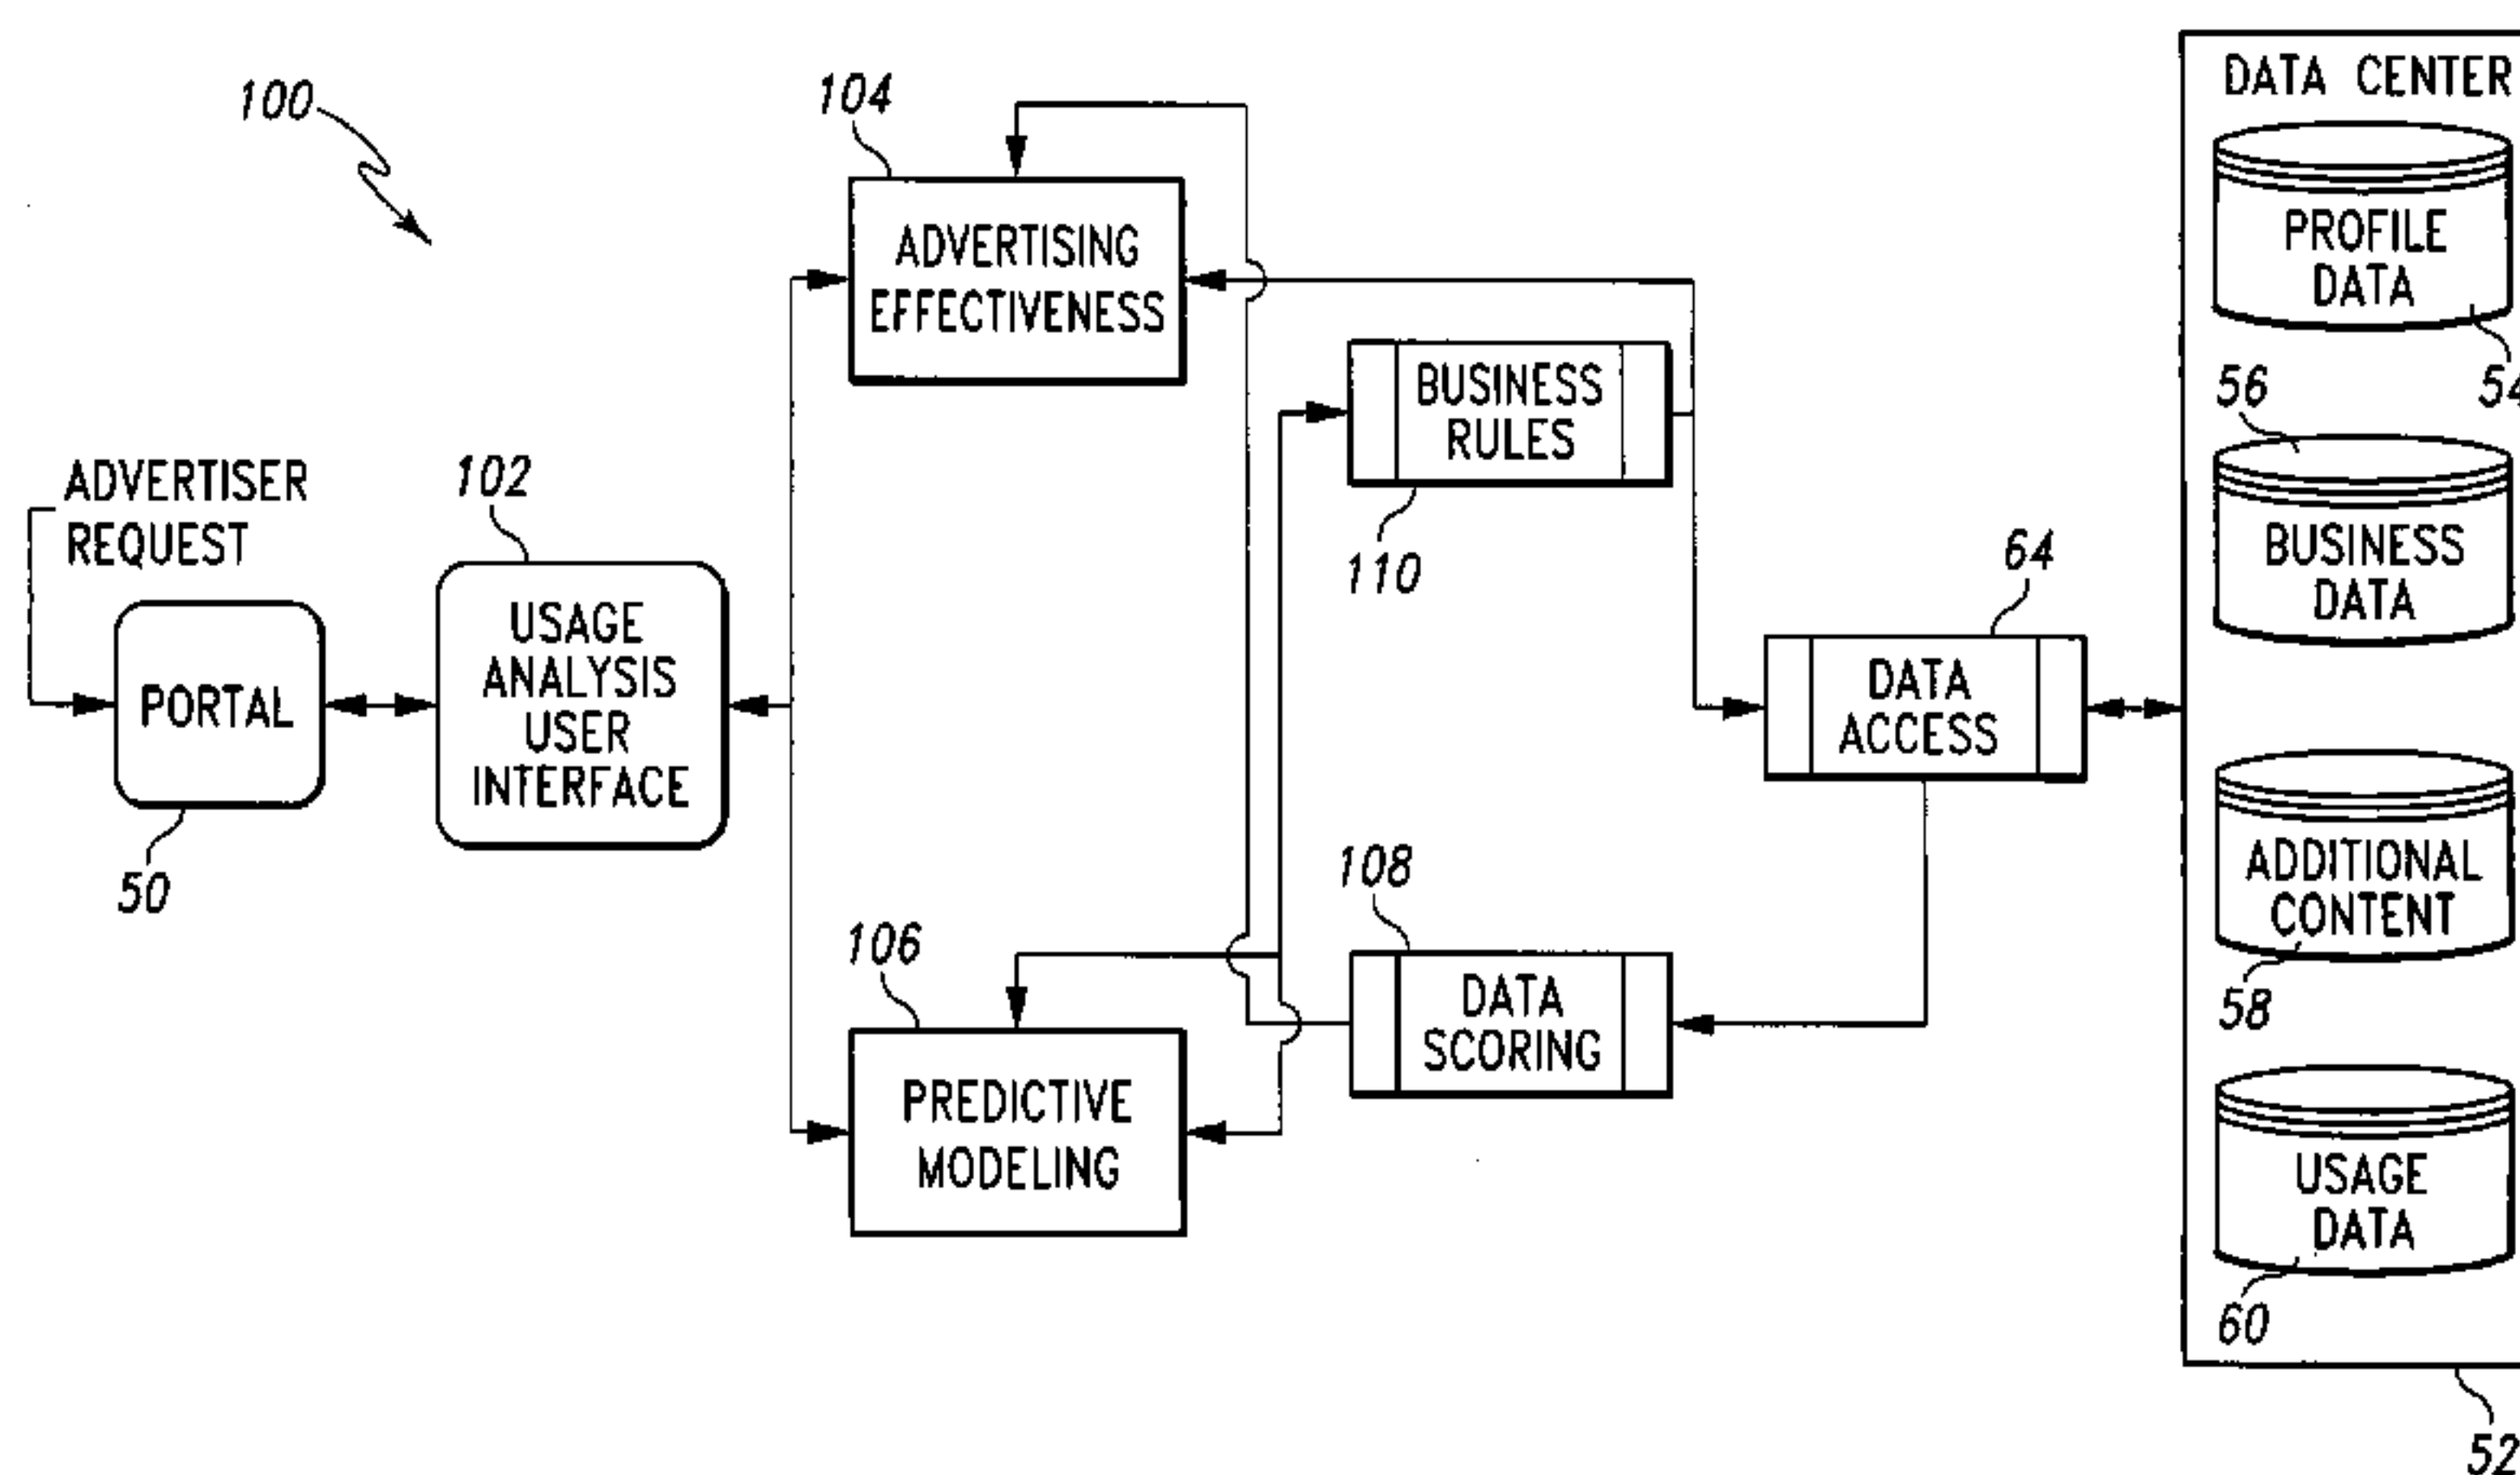 100
104
DATA CENTER
ADVERTISING
EFFECTIVENESS
PROFILE
DATA
54
BUSINESS
RULES
110
56
BUSINESS
DATA
ADVERTISER
REQUEST
102
USAGE
ANALYSIS
USER
INTERFACE
PORTAL
50
64
DATA
ACCESS
ADDITIONAL
CONTENT
58
108
DATA
SCORING
106
PREDICTIVE
MODELING
USAGE
DATA
60
52